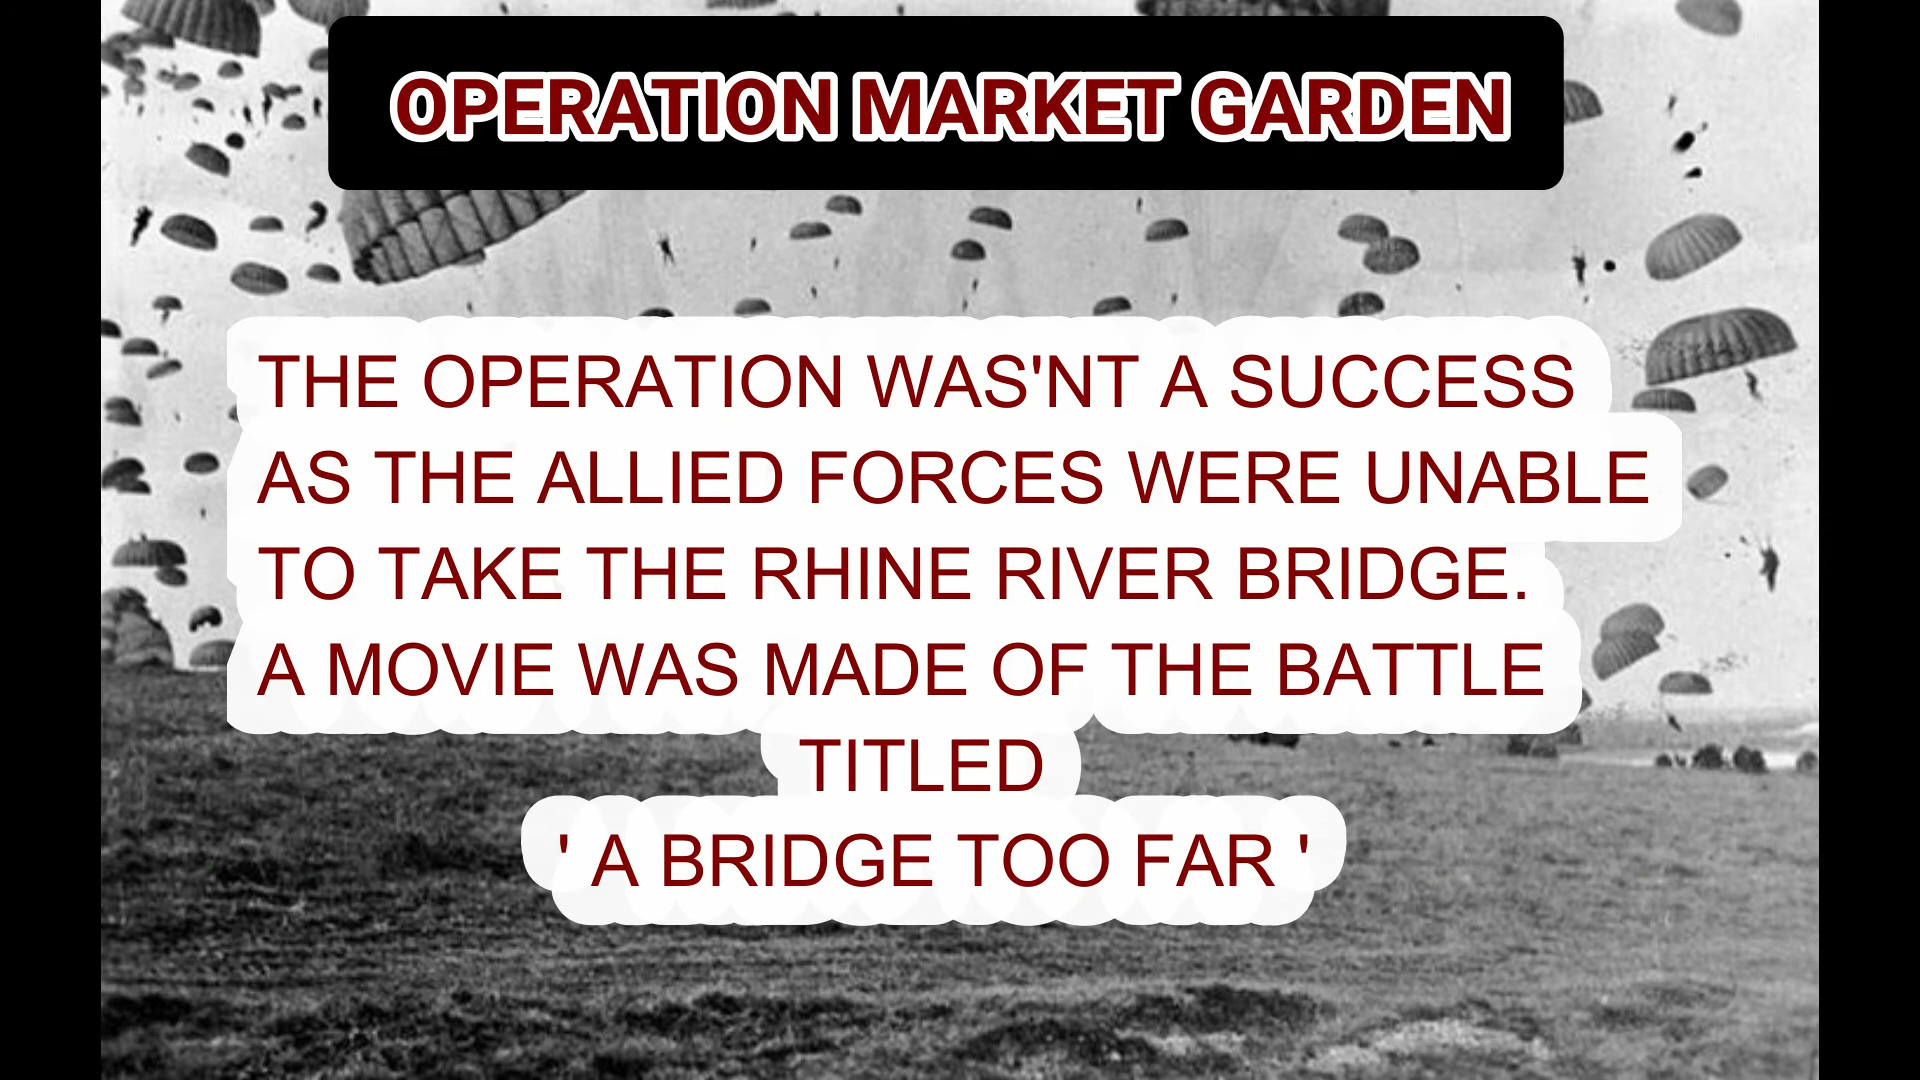 OPERATION MARKET GARDEN
THE OPERATION WAS'NT A SUCCESS
AS THE ALLIED FORCES WERE UNABLE
TO TAKE THE RHINE RIVER BRIDGE.
A MOVIE WAS MADE OF THE BATTLE
TITLED
' A BRIDGE TOO FAR '